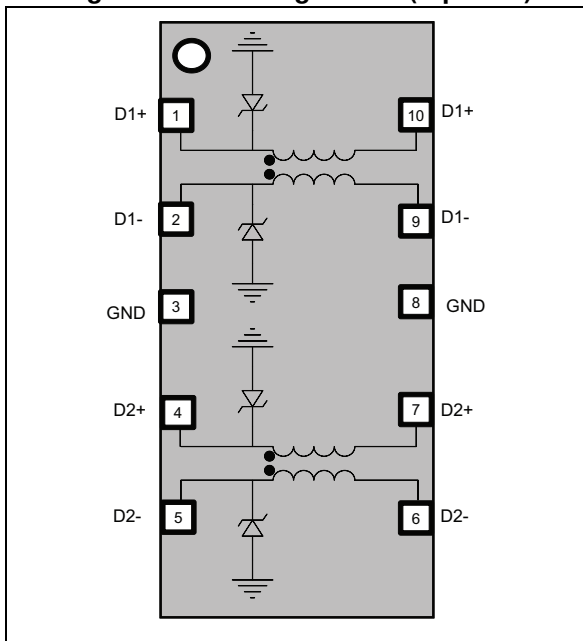 D1+ 1 10 D1+
D1- 2 9 D1-
GND 3 8 GND
D2+ 4 7 D2+
D2- 5 6 D2-